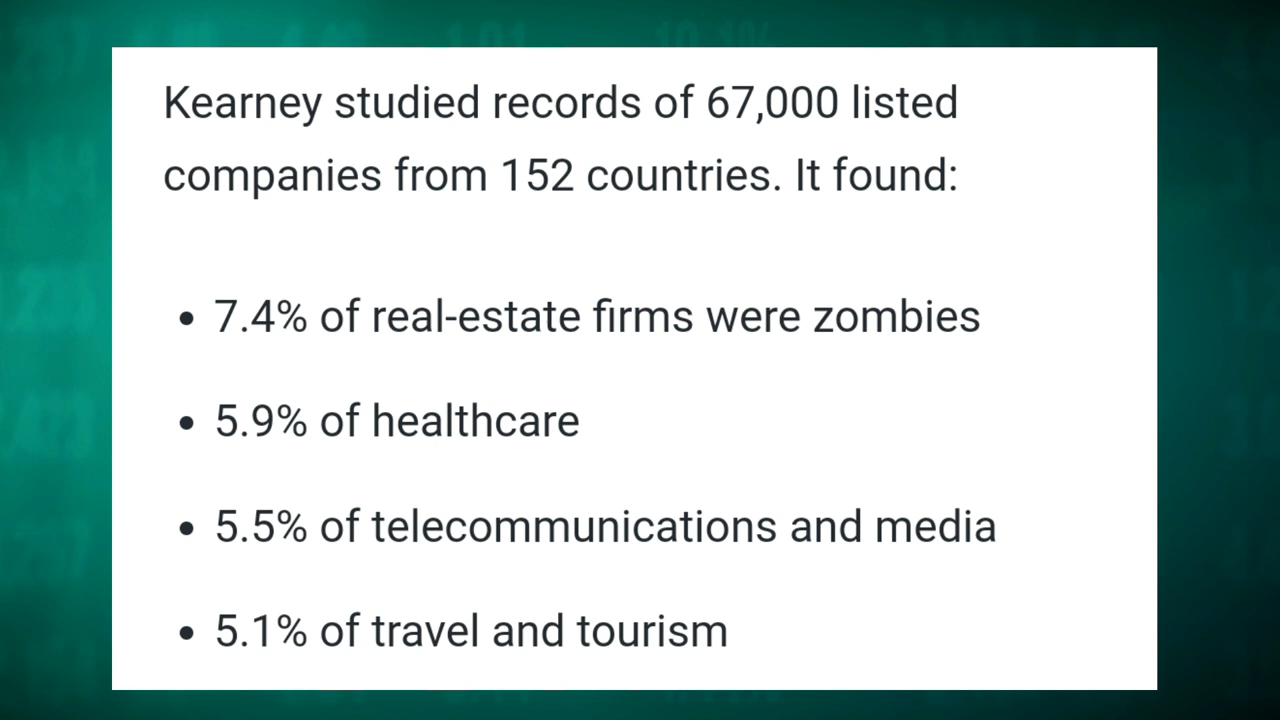 Kearney studied records of 67,000 listed
companies from 152 countries. It found:
• 7.4% of real-estate firms were zombies
• 5.9% of healthcare
• 5.5% of telecommunications and media
• 5.1% of travel and tourism